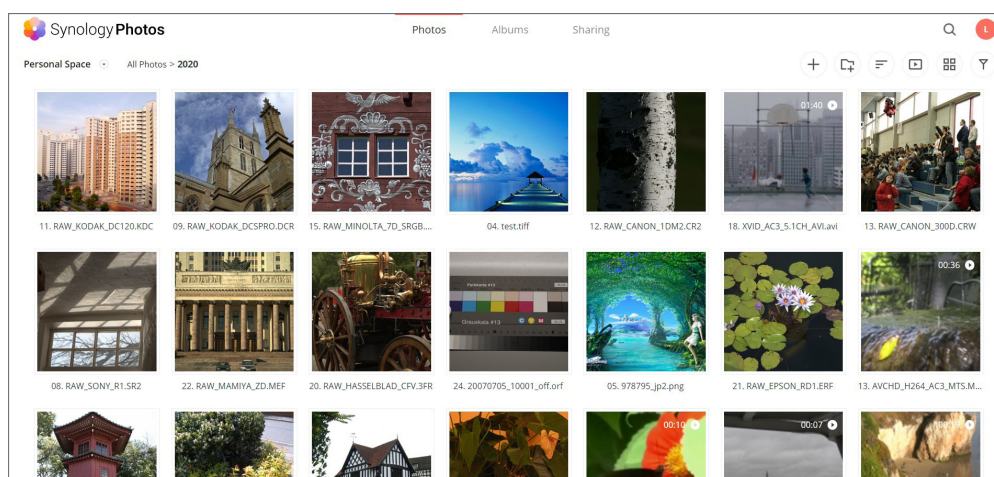 Synology Photos
Photos Albums Sharing
L
Personal Space All Photos > 2020
01:40
11. RAW_KODAK_DC120.KDC 09. RAW_KODAK_DCSPRO.DCR 15. RAW_MINOLTA_7D_SRGB.... 04. test.tiff 12. RAW_CANON_1DM2.CR2 18. XVID_AC3_5.1CH_AVI.avi 13. RAW_CANON_300D.CRW
00:36
08. RAW_SONY_R1.SR2 22. RAW_MAMIYA_ZD.MEF 20. RAW_HASSELBLAD_CFV.3FR 24. 20070705_10001_off.orf 05. 978795_jp2.png 21. RAW_EPSON_RD1.ERF 13. AVCHD_H264_AC3_MTS.M...
00:10 00:07